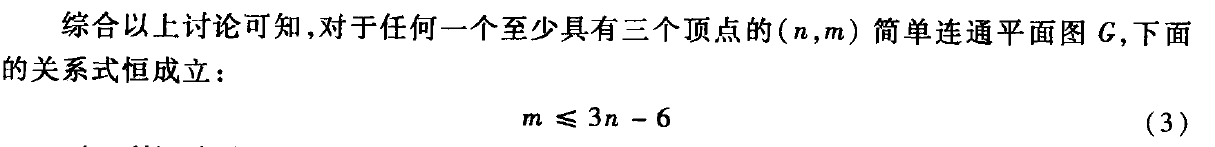 综合以上讨论可知,对于任何一个至少具有三个顶点的(n,m) 简单连通平面图 G,下面
的关系式恒成立:
m ≤ 3n - 6 (3)